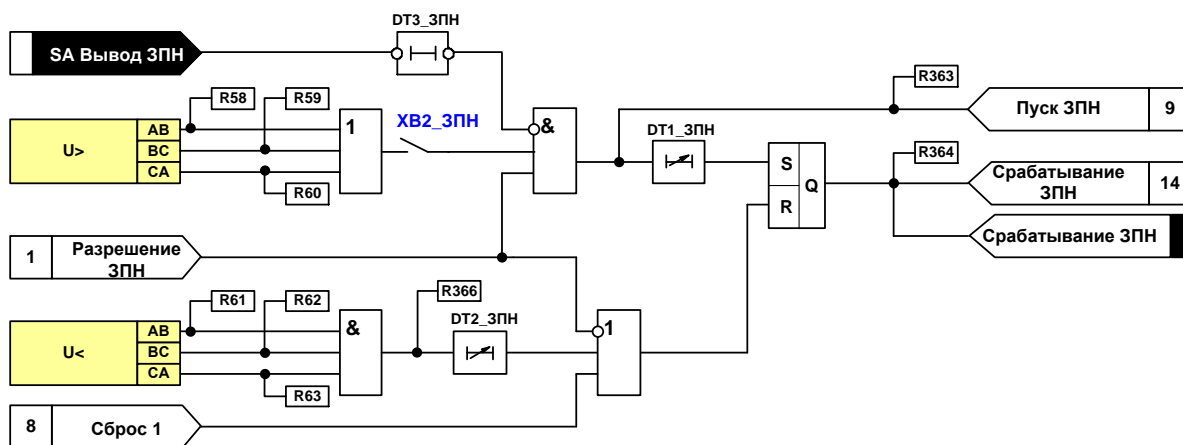 DT3_ЗПН
SA Вывод ЗПН
R363
R58
R59
Пуск ЗПН
9
1
XB2_ЗПН
&
U>
AB
BC
CA
DT1_ЗПН
R364
S
R
Q
Срабатывание
ЗПН
14
R60
Срабатывание ЗПН
1
Разрешение
ЗПН
R61
R62
R366
1
U<
AB
BC
CA
&
DT2_ЗПН
R63
8
Сброс 1